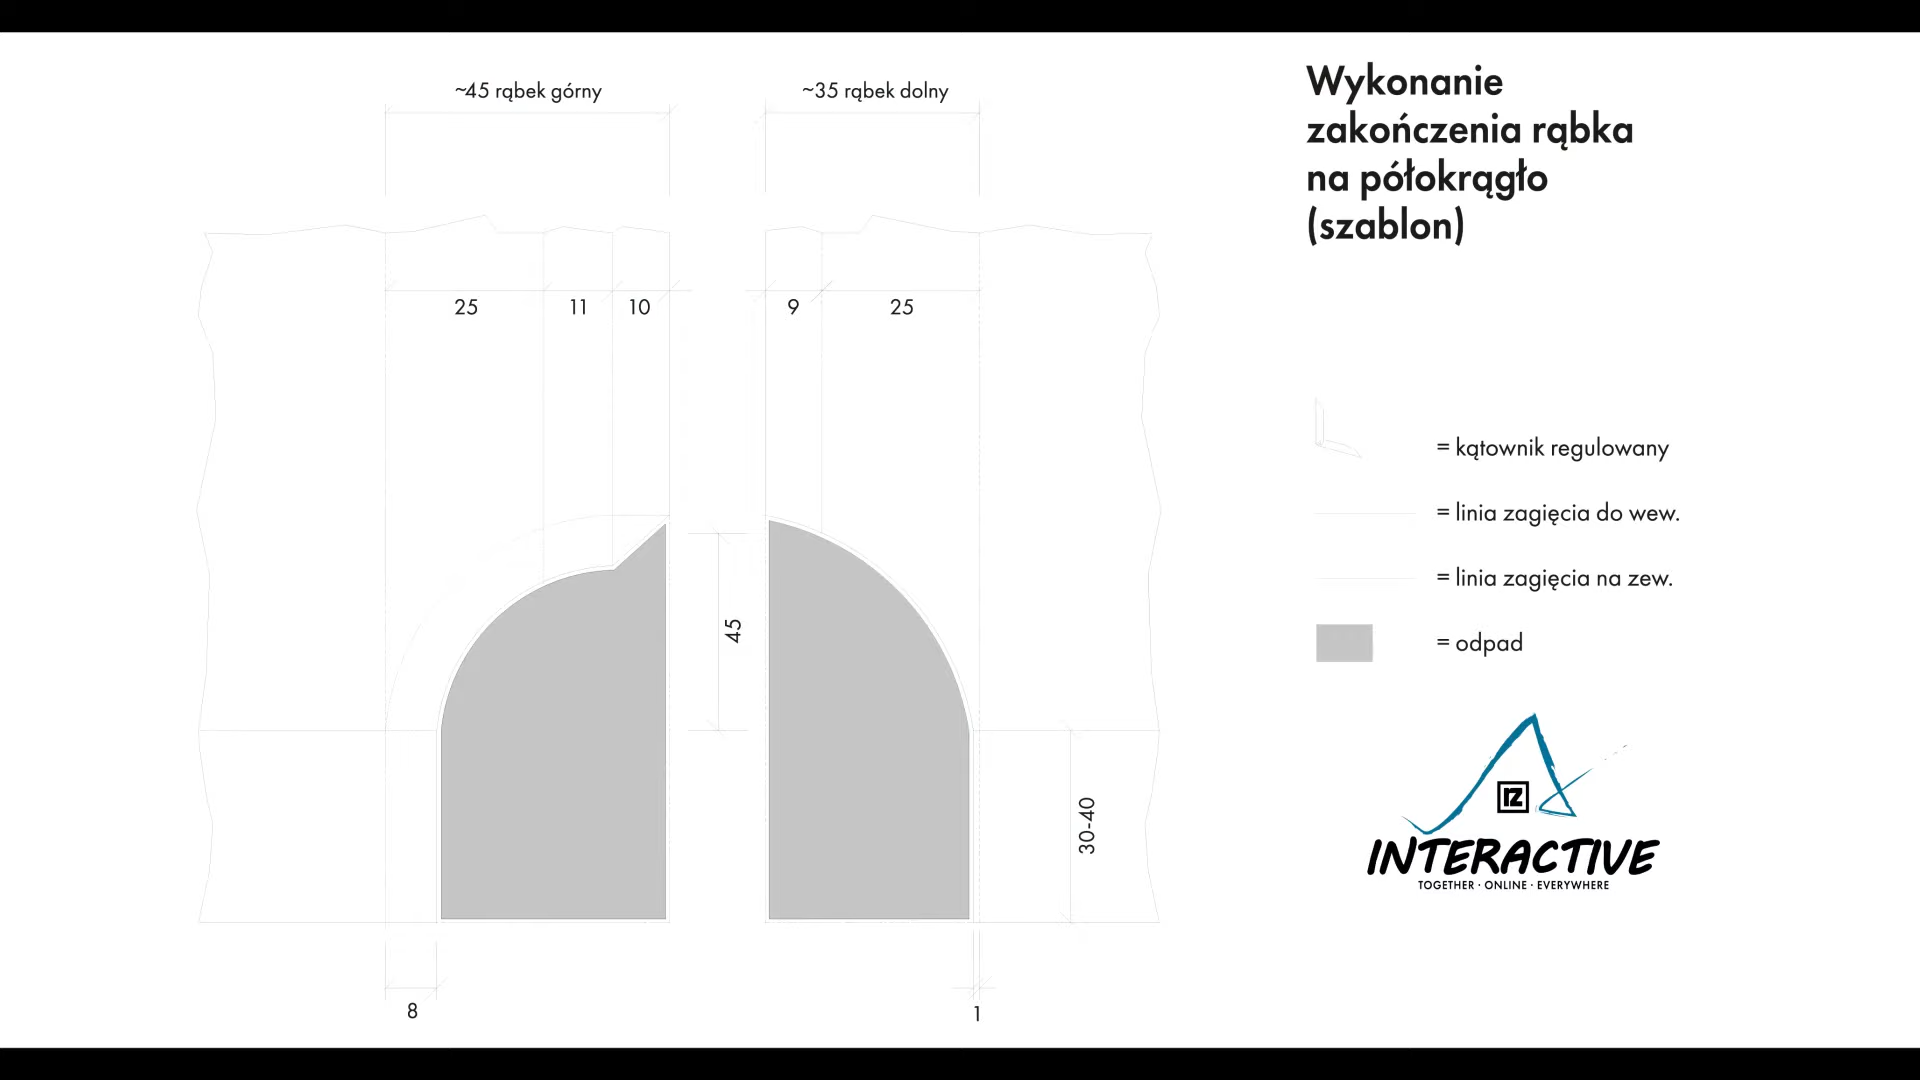 ~45 rąbek górny
~35 rąbek dolny
25
11
10
9
25
45
30-40
8
1
Wykonanie
zakończenia rąbka
na półokrągło
(szablon)
= kątownik regulowany
= linia zagięcia do wew.
= linia zagięcia na zew.
= odpad
rz
INTERACTIVE
TOGETHER · ONLINE · EVERYWHERE